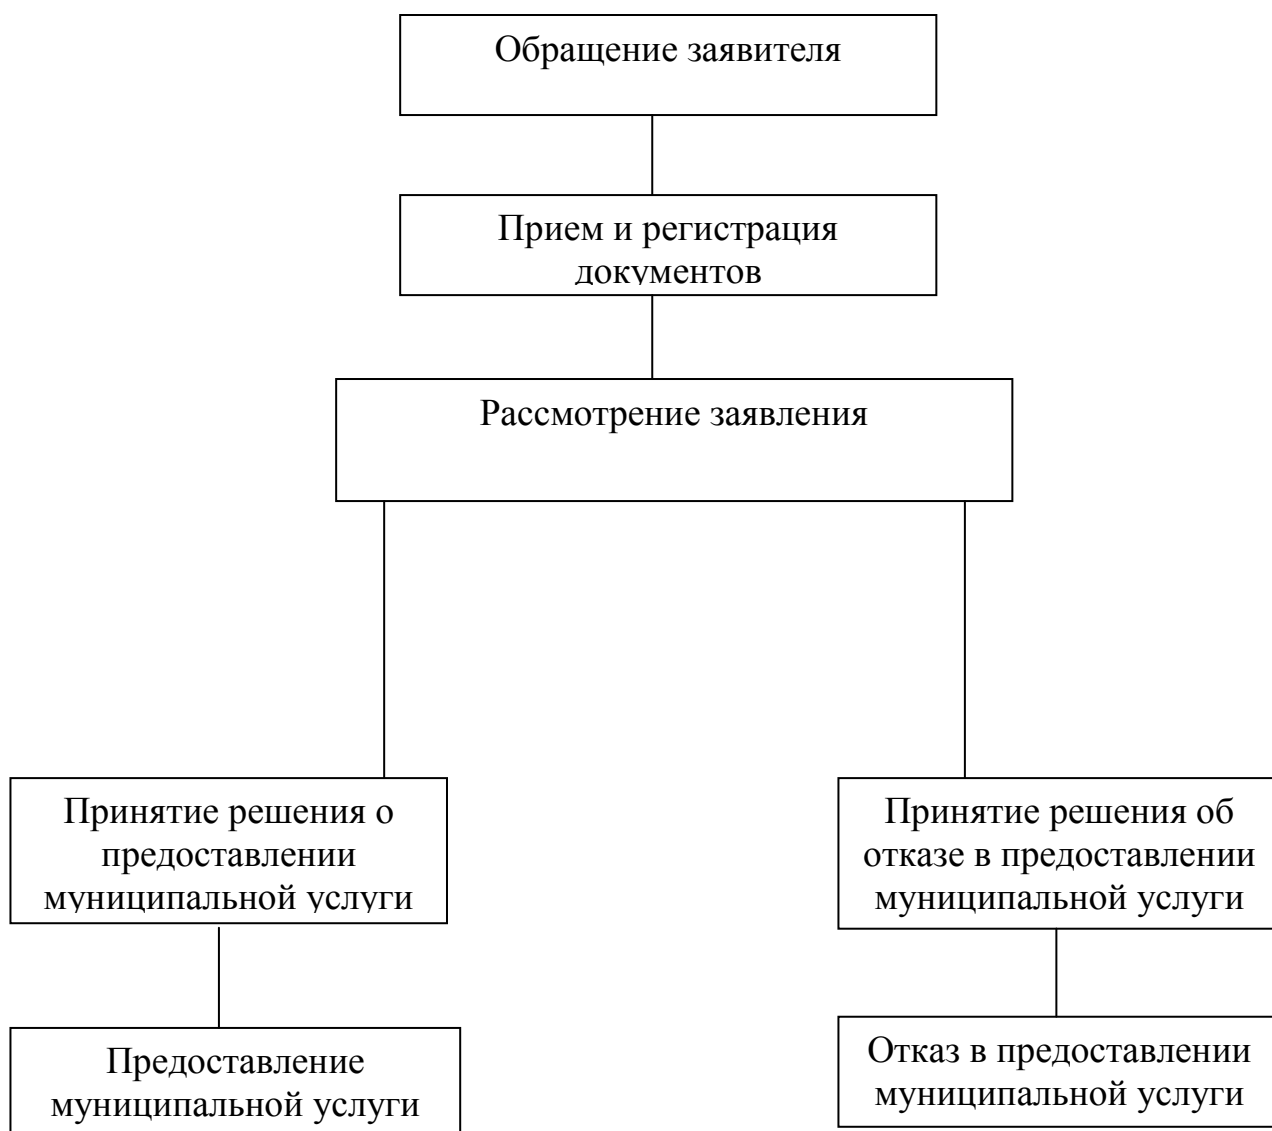 Обращение заявителя
Прием и регистрация
документов
Рассмотрение заявления
Принятие решения о
предоставлении
муниципальной услуги
Принятие решения об
отказе в предоставлении
муниципальной услуги
Предоставление
муниципальной услуги
Отказ в предоставлении
муниципальной услуги